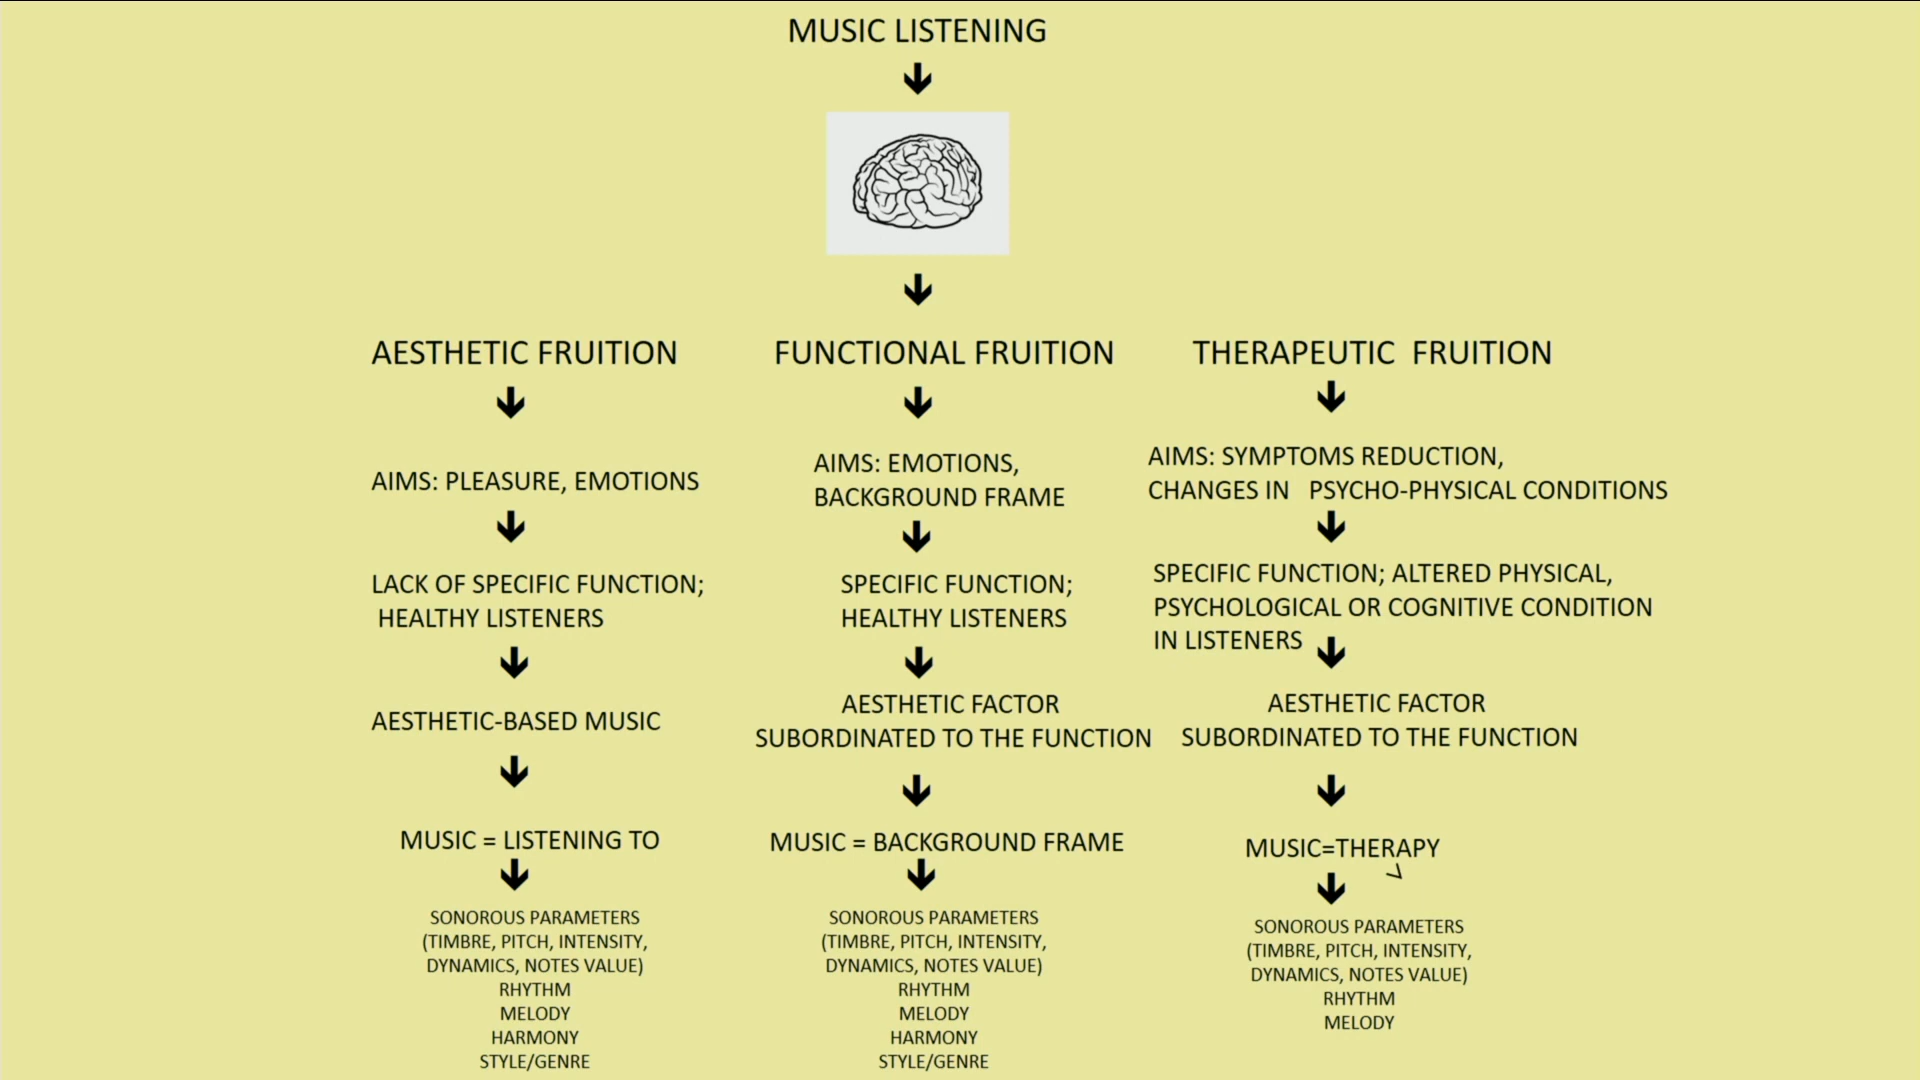 MUSIC LISTENING
AESTHETIC FRUITION
AIMS: PLEASURE, EMOTIONS
LACK OF SPECIFIC FUNCTION;
HEALTHY LISTENERS
AESTHETIC-BASED MUSIC
MUSIC = LISTENING TO
SONOROUS PARAMETERS
(TIMBRE, PITCH, INTENSITY,
DYNAMICS, NOTES VALUE)
RHYTHM
MELODY
HARMONY
STYLE/GENRE
FUNCTIONAL FRUITION
AIMS: EMOTIONS,
BACKGROUND FRAME
SPECIFIC FUNCTION;
HEALTHY LISTENERS
AESTHETIC FACTOR
SUBORDINATED TO THE FUNCTION
MUSIC = BACKGROUND FRAME
SONOROUS PARAMETERS
(TIMBRE, PITCH, INTENSITY,
DYNAMICS, NOTES VALUE)
RHYTHM
MELODY
HARMONY
STYLE/GENRE
THERAPEUTIC FRUITION
AIMS: SYMPTOMS REDUCTION,
CHANGES IN PSYCHO-PHYSICAL CONDITIONS
SPECIFIC FUNCTION; ALTERED PHYSICAL,
PSYCHOLOGICAL OR COGNITIVE CONDITION
IN LISTENERS
AESTHETIC FACTOR
SUBORDINATED TO THE FUNCTION
MUSIC=THERAPY
SONOROUS PARAMETERS
(TIMBRE, PITCH, INTENSITY,
DYNAMICS, NOTES VALUE)
RHYTHM
MELODY